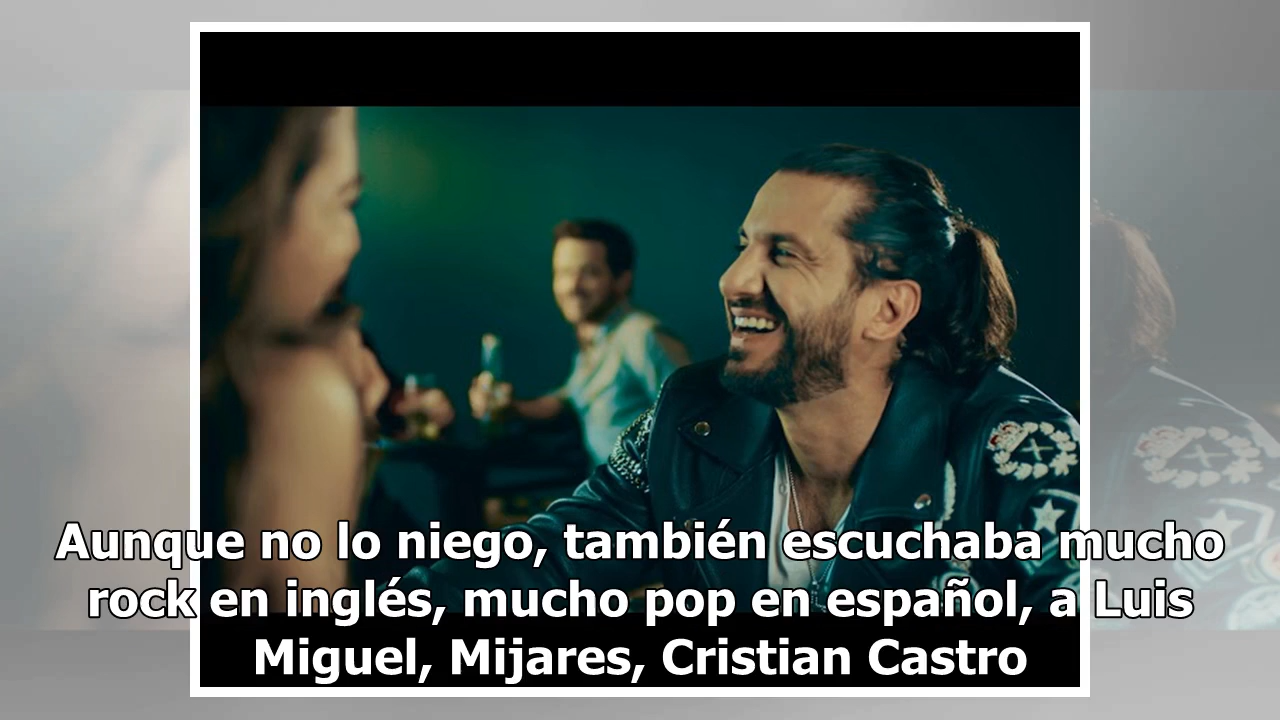 Aunque no lo niego, también escuchaba mucho
rock en inglés, mucho pop en español, a Luis
Miguel, Mijares, Cristian Castro